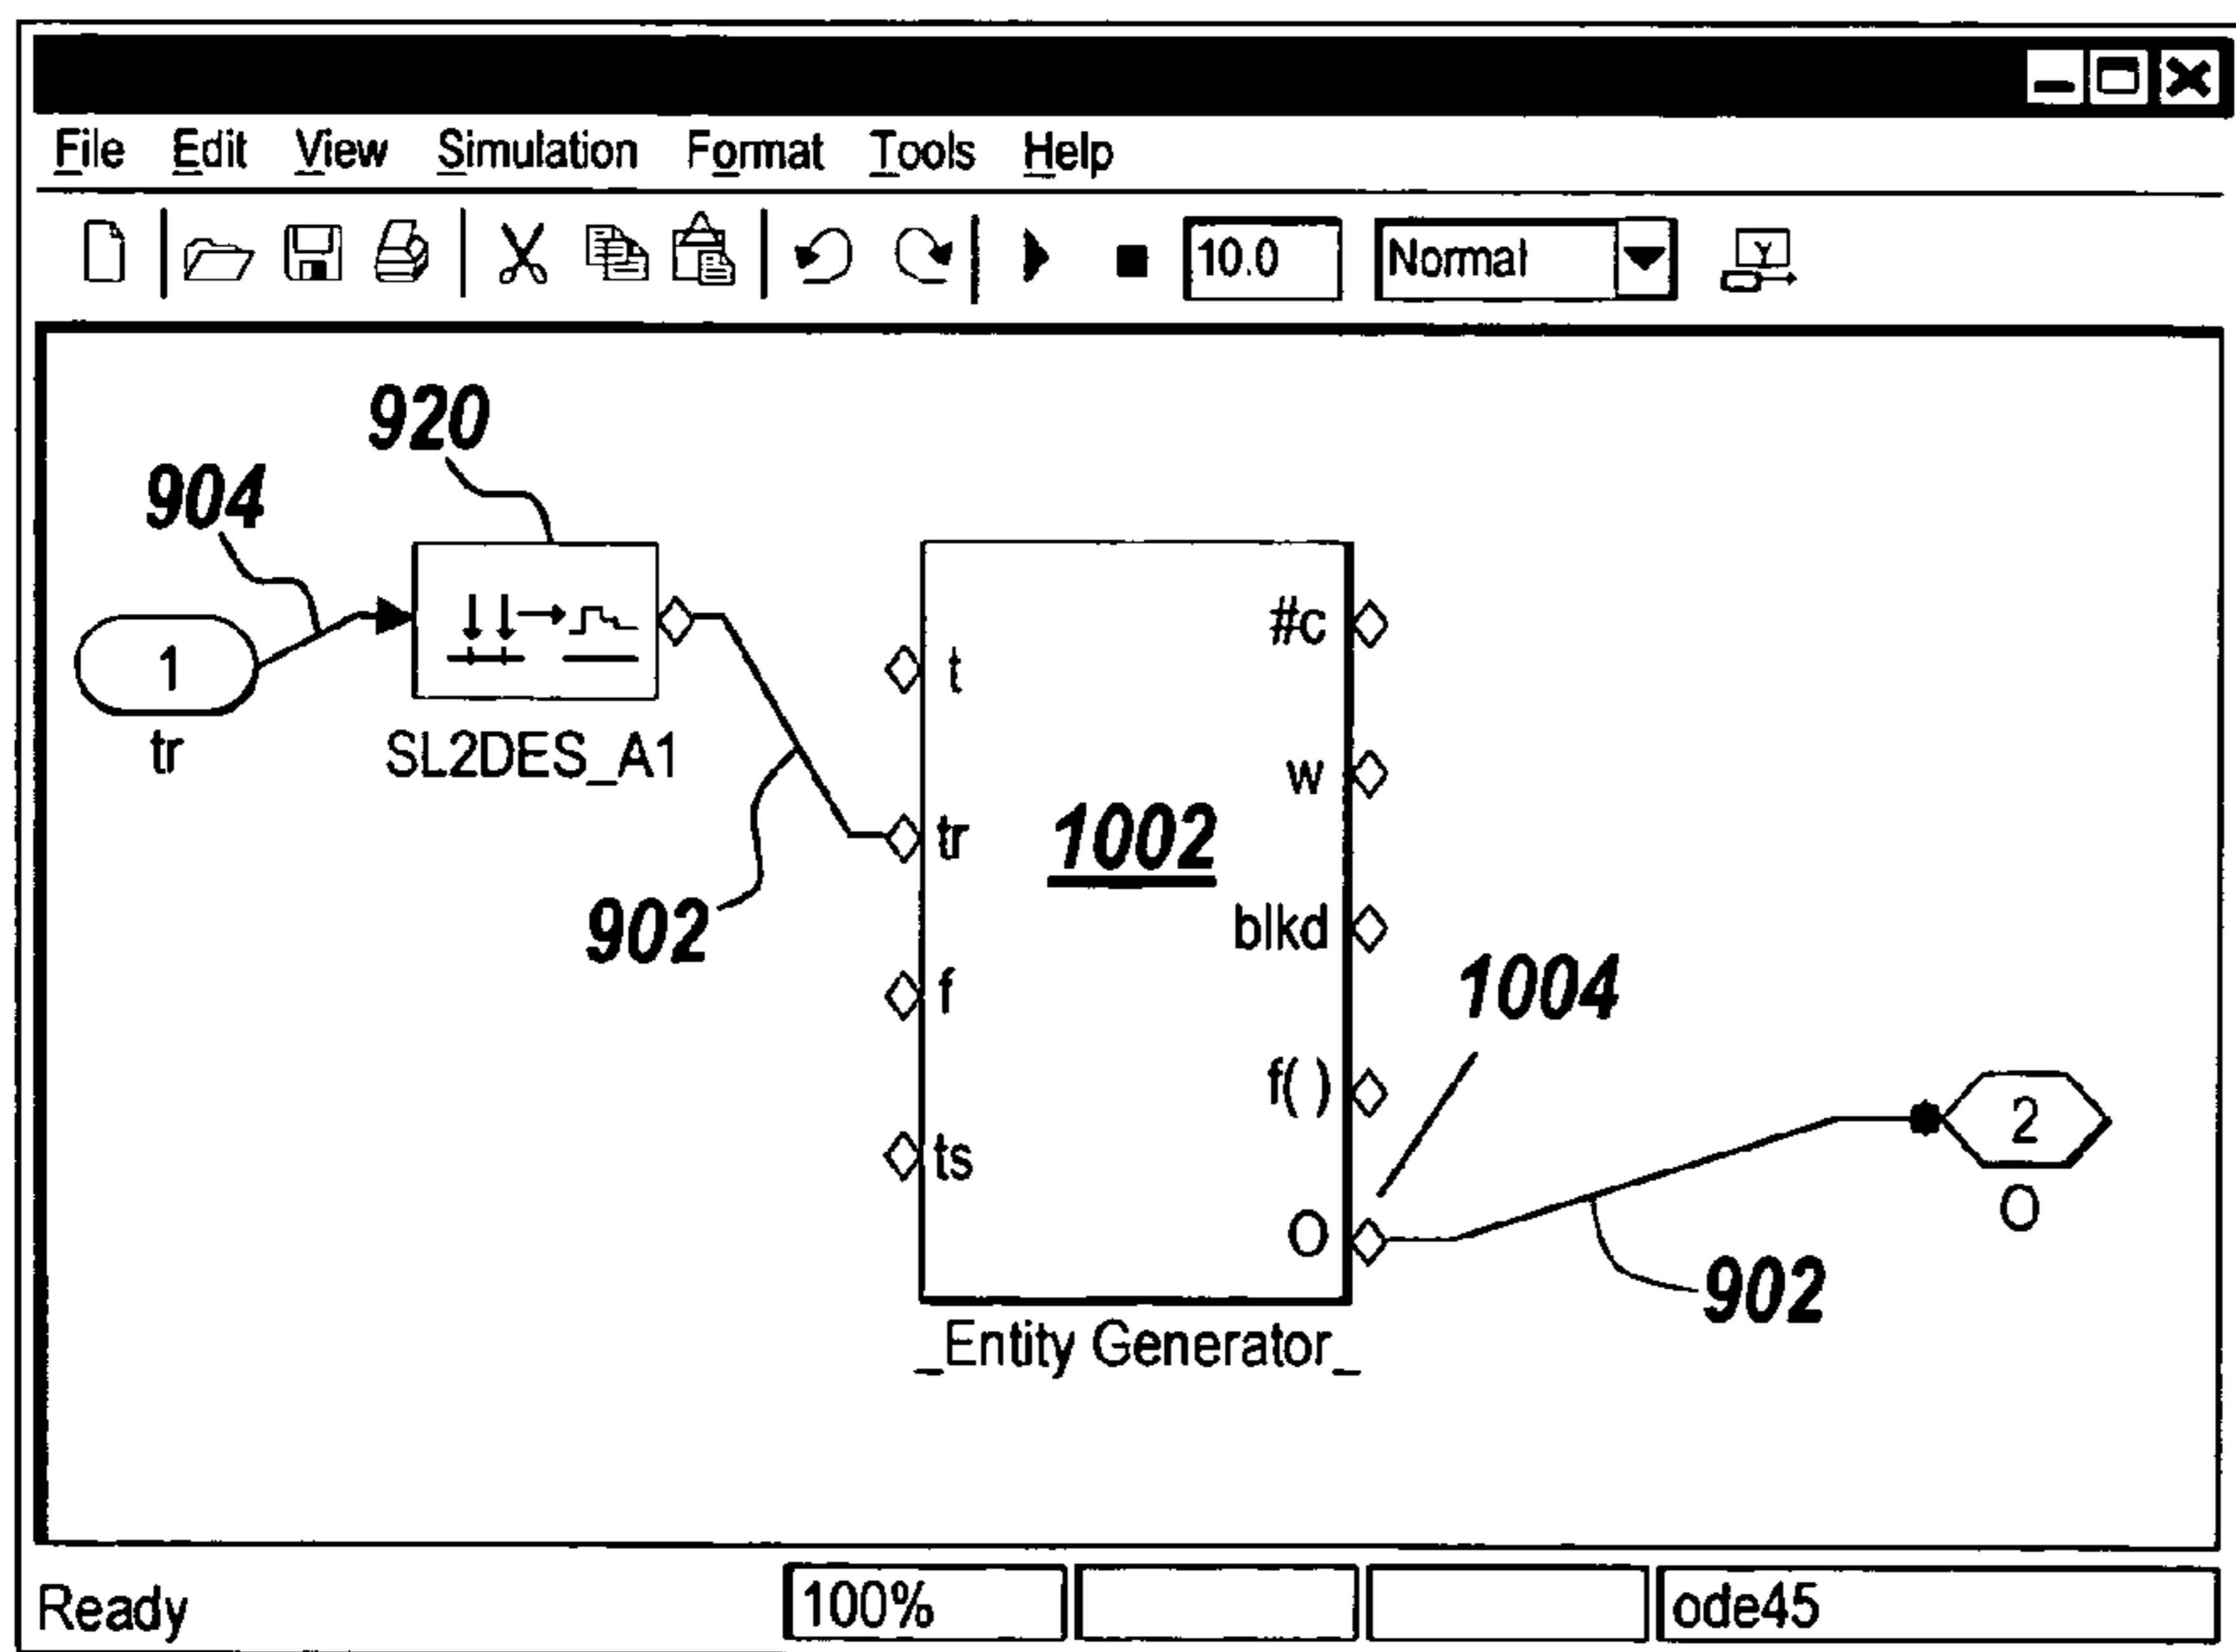 File Edit View Simulation Format Tools Help
10.0 Normal
Y
920
904
1
tr
SL2DES_A1
902
t
tr
f
ts
1002
#c
w
blkd
f( )
O
1004
2
O
902
_Entity Generator_
Ready 100% ode45